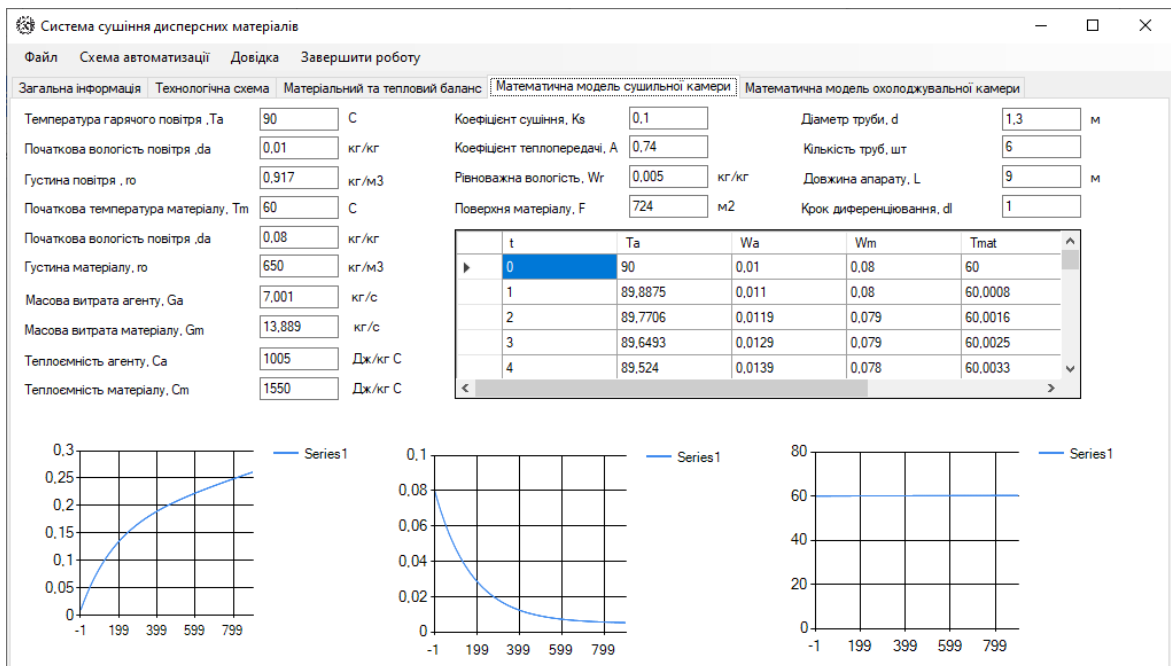 Система сушіння дисперсних матеріалів
Файл Схема автоматизації Довідка Завершити роботу
Загальна інформація Технологічна схема Матеріальний та тепловий баланс Математична модель сушильної камери Математична модель охолоджувальної камери
Температура гарячого повітря ,Ta 90 C
Початкова вологість повітря ,da 0,01 кг/кг
Густина повітря , ro 0,917 кг/м3
Початкова температура матеріалу, Tm 60 C
Початкова вологість повітря ,da 0,08 кг/кг
Густина матеріалу, ro 650 кг/м3
Масова витрата агенту, Ga 7,001 кг/с
Масова витрата матеріалу, Gm 13,889 кг/с
Теплоємність агенту, Ca 1005 Дж/кг С
Теплоємність матеріалу, Cm 1550 Дж/кг С
Коефіцієнт сушіння, Ks 0,1
Коефіцієнт теплопередачі, A 0,74
Рівноважна вологість, Wr 0,005 кг/кг
Поверхня матеріалу, F 724 м2
Діаметр труби, d 1,3 м
Кількість труб, шт 6
Довжина апарату, L 9 м
Крок диференціювання, dl 1
t Ta Wa Wm Tmat
0 90 0,01 0,08 60
1 89,8875 0,011 0,08 60,0008
2 89,7706 0,0119 0,079 60,0016
3 89,6493 0,0129 0,079 60,0025
4 89,524 0,0139 0,078 60,0033
0,3
0,25
0,2
0,15
0,1
0,05
0
-1 199 399 599 799
Series1
0,1
0,08
0,06
0,04
0,02
0
-1 199 399 599 799
Series1
80
60
40
20
0
-1 199 399 599 799
Series1